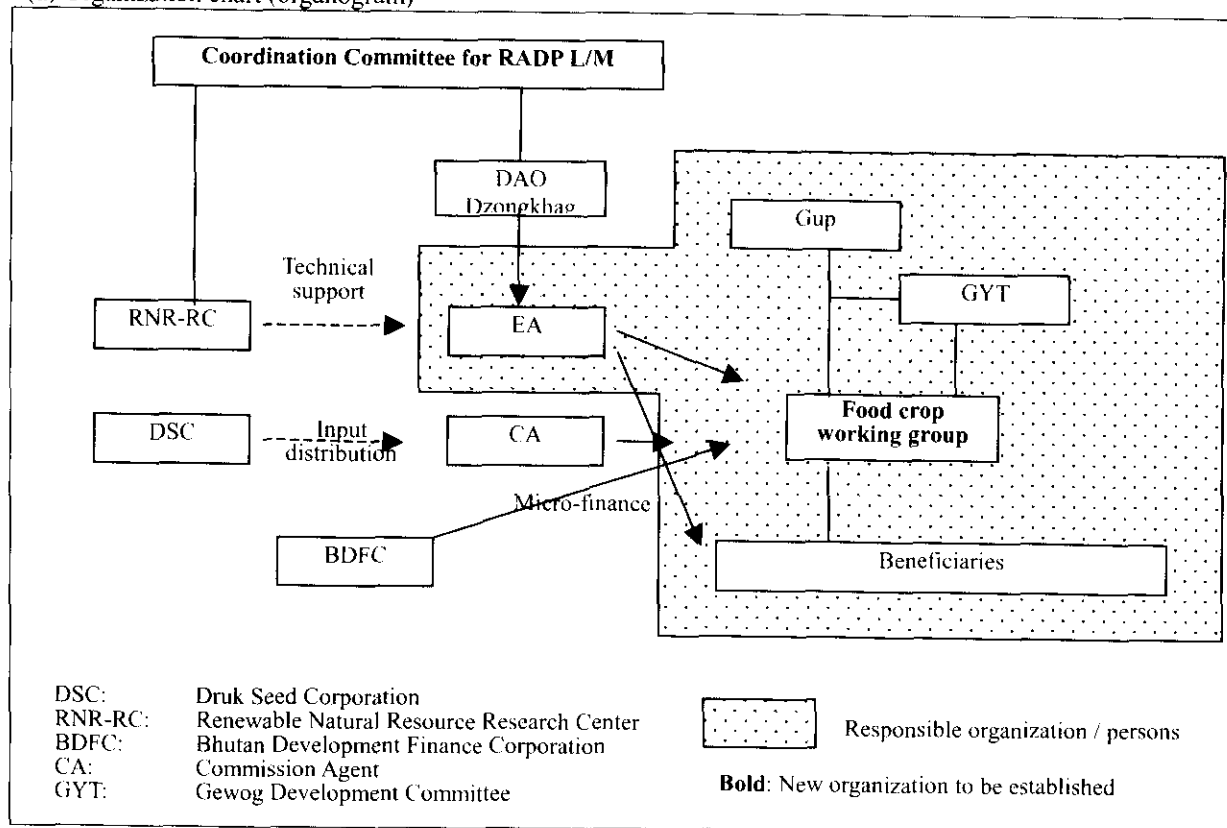 Coordination Committee for RADP L/M
DAO
Dzongkhag
Gup
GYT
Technical
support
RNR-RC
EA
Food crop
working group
DSC
Input
distribution
CA
Micro-finance
BDFC
Beneficiaries
DSC: Druk Seed Corporation
RNR-RC: Renewable Natural Resource Research Center
BDFC: Bhutan Development Finance Corporation
CA: Commission Agent
GYT: Gewog Development Committee
Responsible organization / persons
Bold: New organization to be established